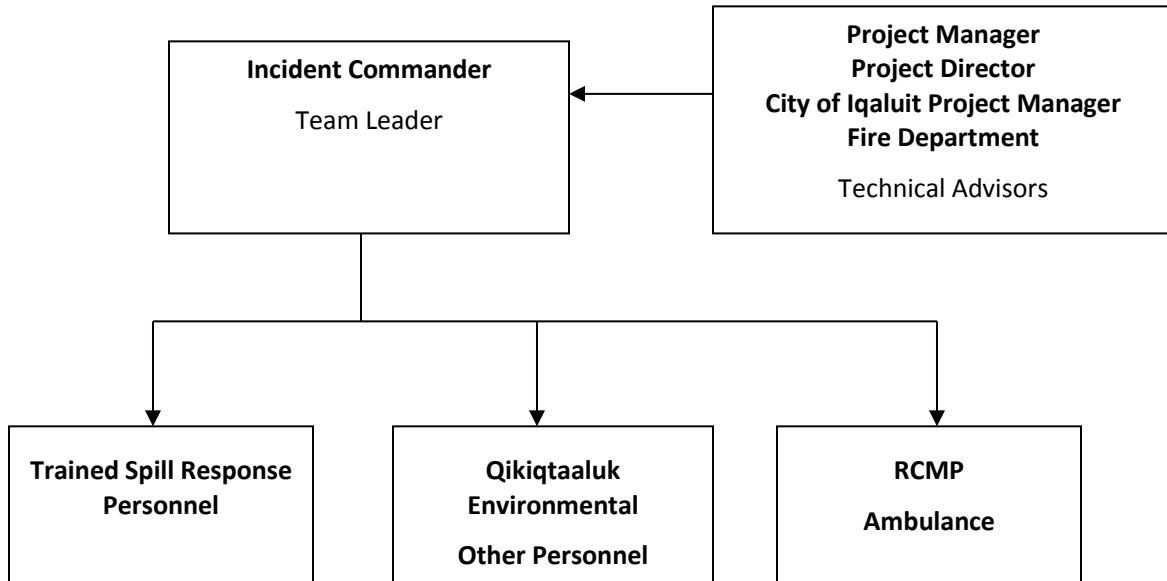 Incident Commander
Team Leader
Project Manager
Project Director
City of Iqaluit Project Manager
Fire Department
Technical Advisors
Trained Spill Response
Personnel
Qikiqtaaluk
Environmental
Other Personnel
RCMP
Ambulance